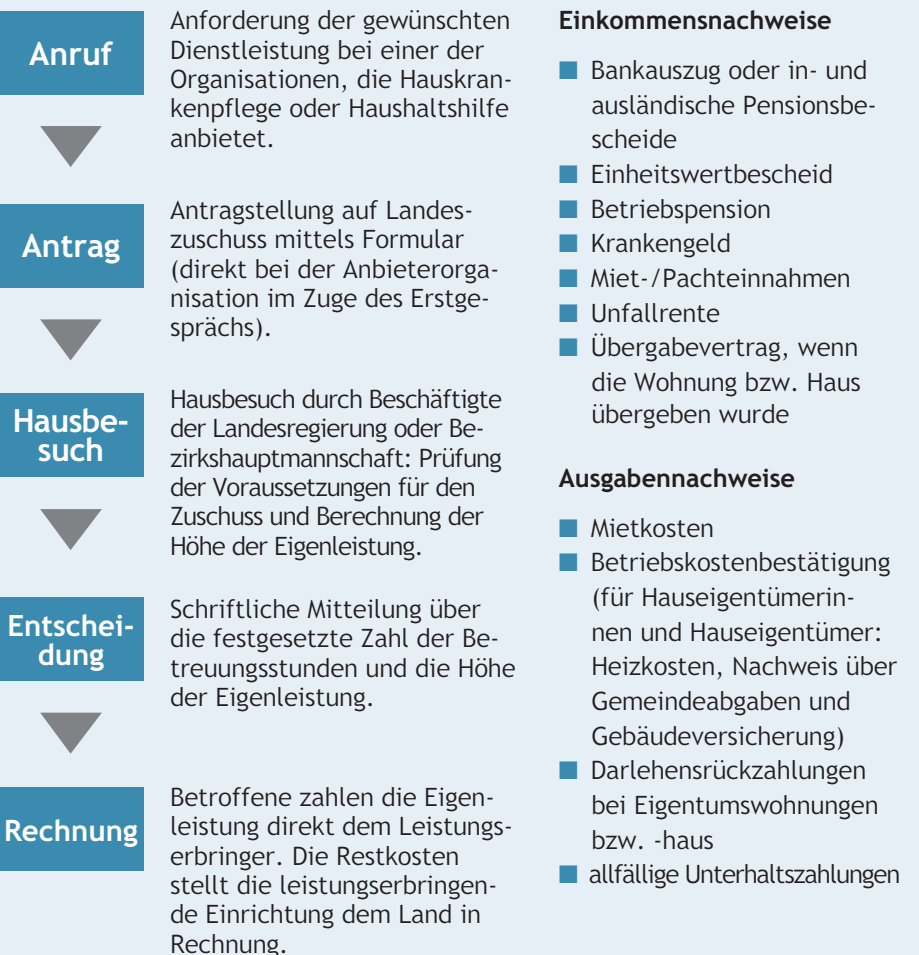 Anruf
Anforderung der gewünschten
Dienstleistung bei einer der
Organisationen, die Hauskran-
kenpflege oder Haushaltshilfe
anbietet.
Antrag
Antragstellung auf Landes-
zuschuss mittels Formular
(direkt bei der Anbieterorga-
nisation im Zuge des Erstge-
sprächs).
Hausbe-
such
Hausbesuch durch Beschäftigte
der Landesregierung oder Be-
zirkshauptmannschaft: Prüfung
der Voraussetzungen für den
Zuschuss und Berechnung der
Höhe der Eigenleistung.
Entschei-
dung
Schriftliche Mitteilung über
die festgesetzte Zahl der Be-
treuungsstunden und die Höhe
der Eigenleistung.
Rechnung
Betroffene zahlen die Eigen-
leistung direkt dem Leistungs-
erbringer. Die Restkosten
stellt die leistungserbringen-
de Einrichtung dem Land in
Rechnung.
Einkommensnachweise
■ Bankauszug oder in- und
ausländische Pensionsbe-
scheide
■ Einheitswertbescheid
■ Betriebspension
■ Krankengeld
■ Miet-/Pachteinnahmen
■ Unfallrente
■ Übergabevertrag, wenn
die Wohnung bzw. Haus
übergeben wurde
Ausgabennachweise
■ Mietkosten
■ Betriebskostenbestätigung
(für Hauseigentümerin-
nen und Hauseigentümer:
Heizkosten, Nachweis über
Gemeindeabgaben und
Gebäudeversicherung)
■ Darlehensrückzahlungen
bei Eigentumswohnungen
bzw. -haus
■ allfällige Unterhaltszahlungen